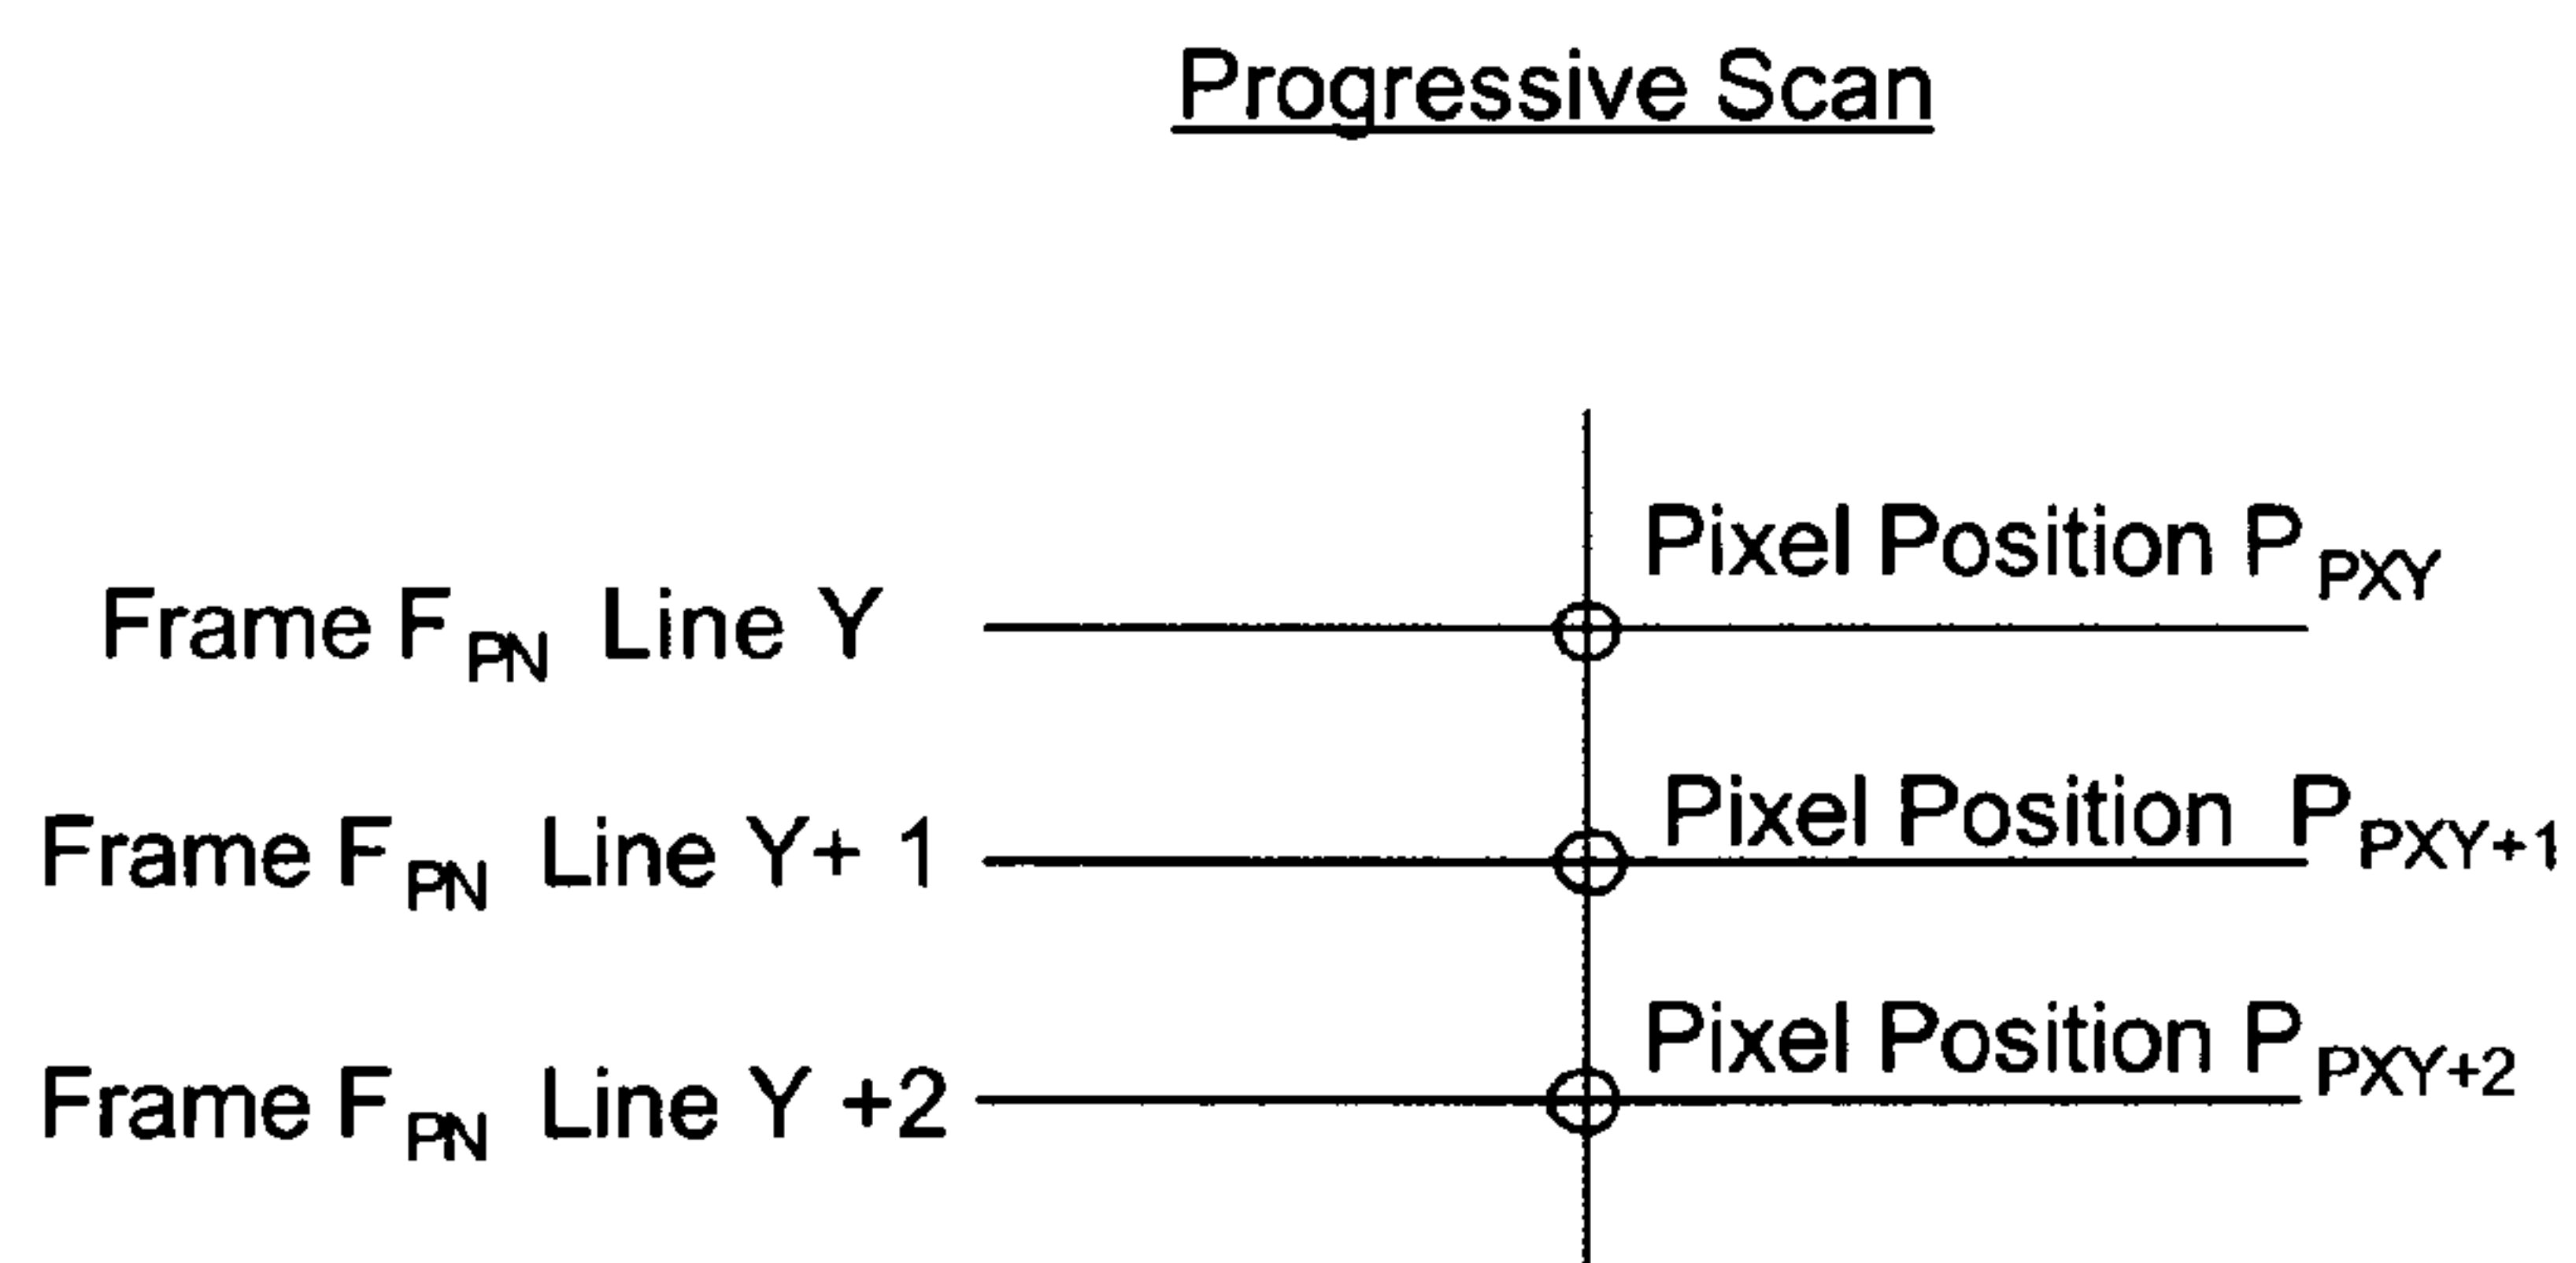 Progressive Scan
Pixel Position P PXY
Frame F PN Line Y
Pixel Position P PXY+1
Frame F PN Line Y+ 1
Pixel Position P PXY+2
Frame F PN Line Y +2